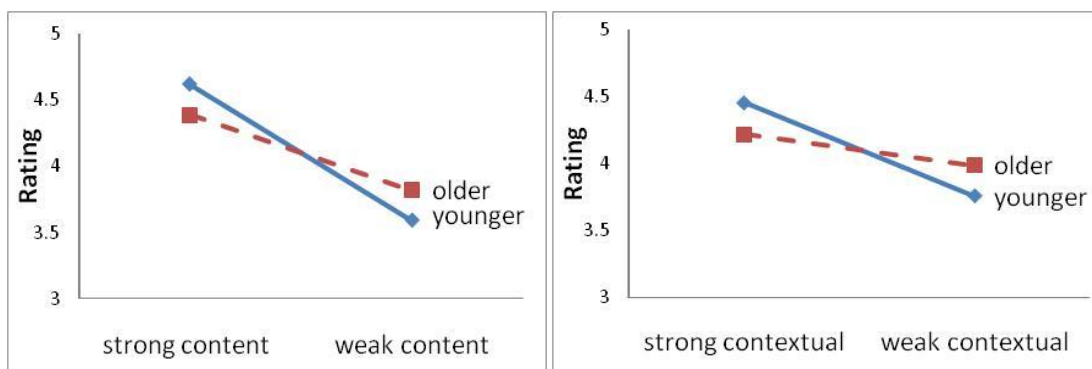 5
4.5
4
3.5
3
Rating
older
younger
strong content weak content
5
4.5
4
3.5
3
Rating
older
younger
strong contextual weak contextual